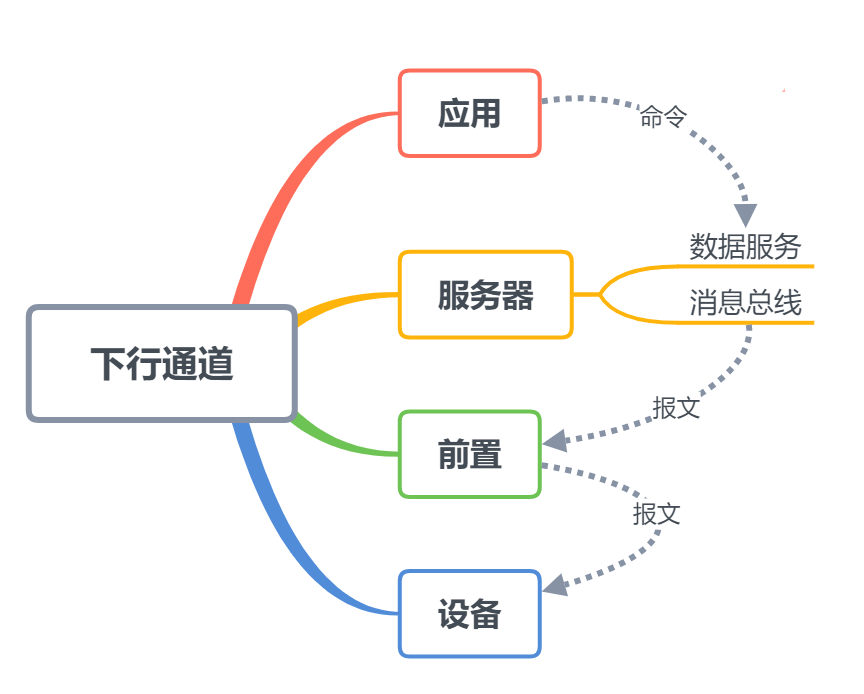 应用
命令
数据服务
服务器
消息总线
下行通道
报文
前置
报文
设备